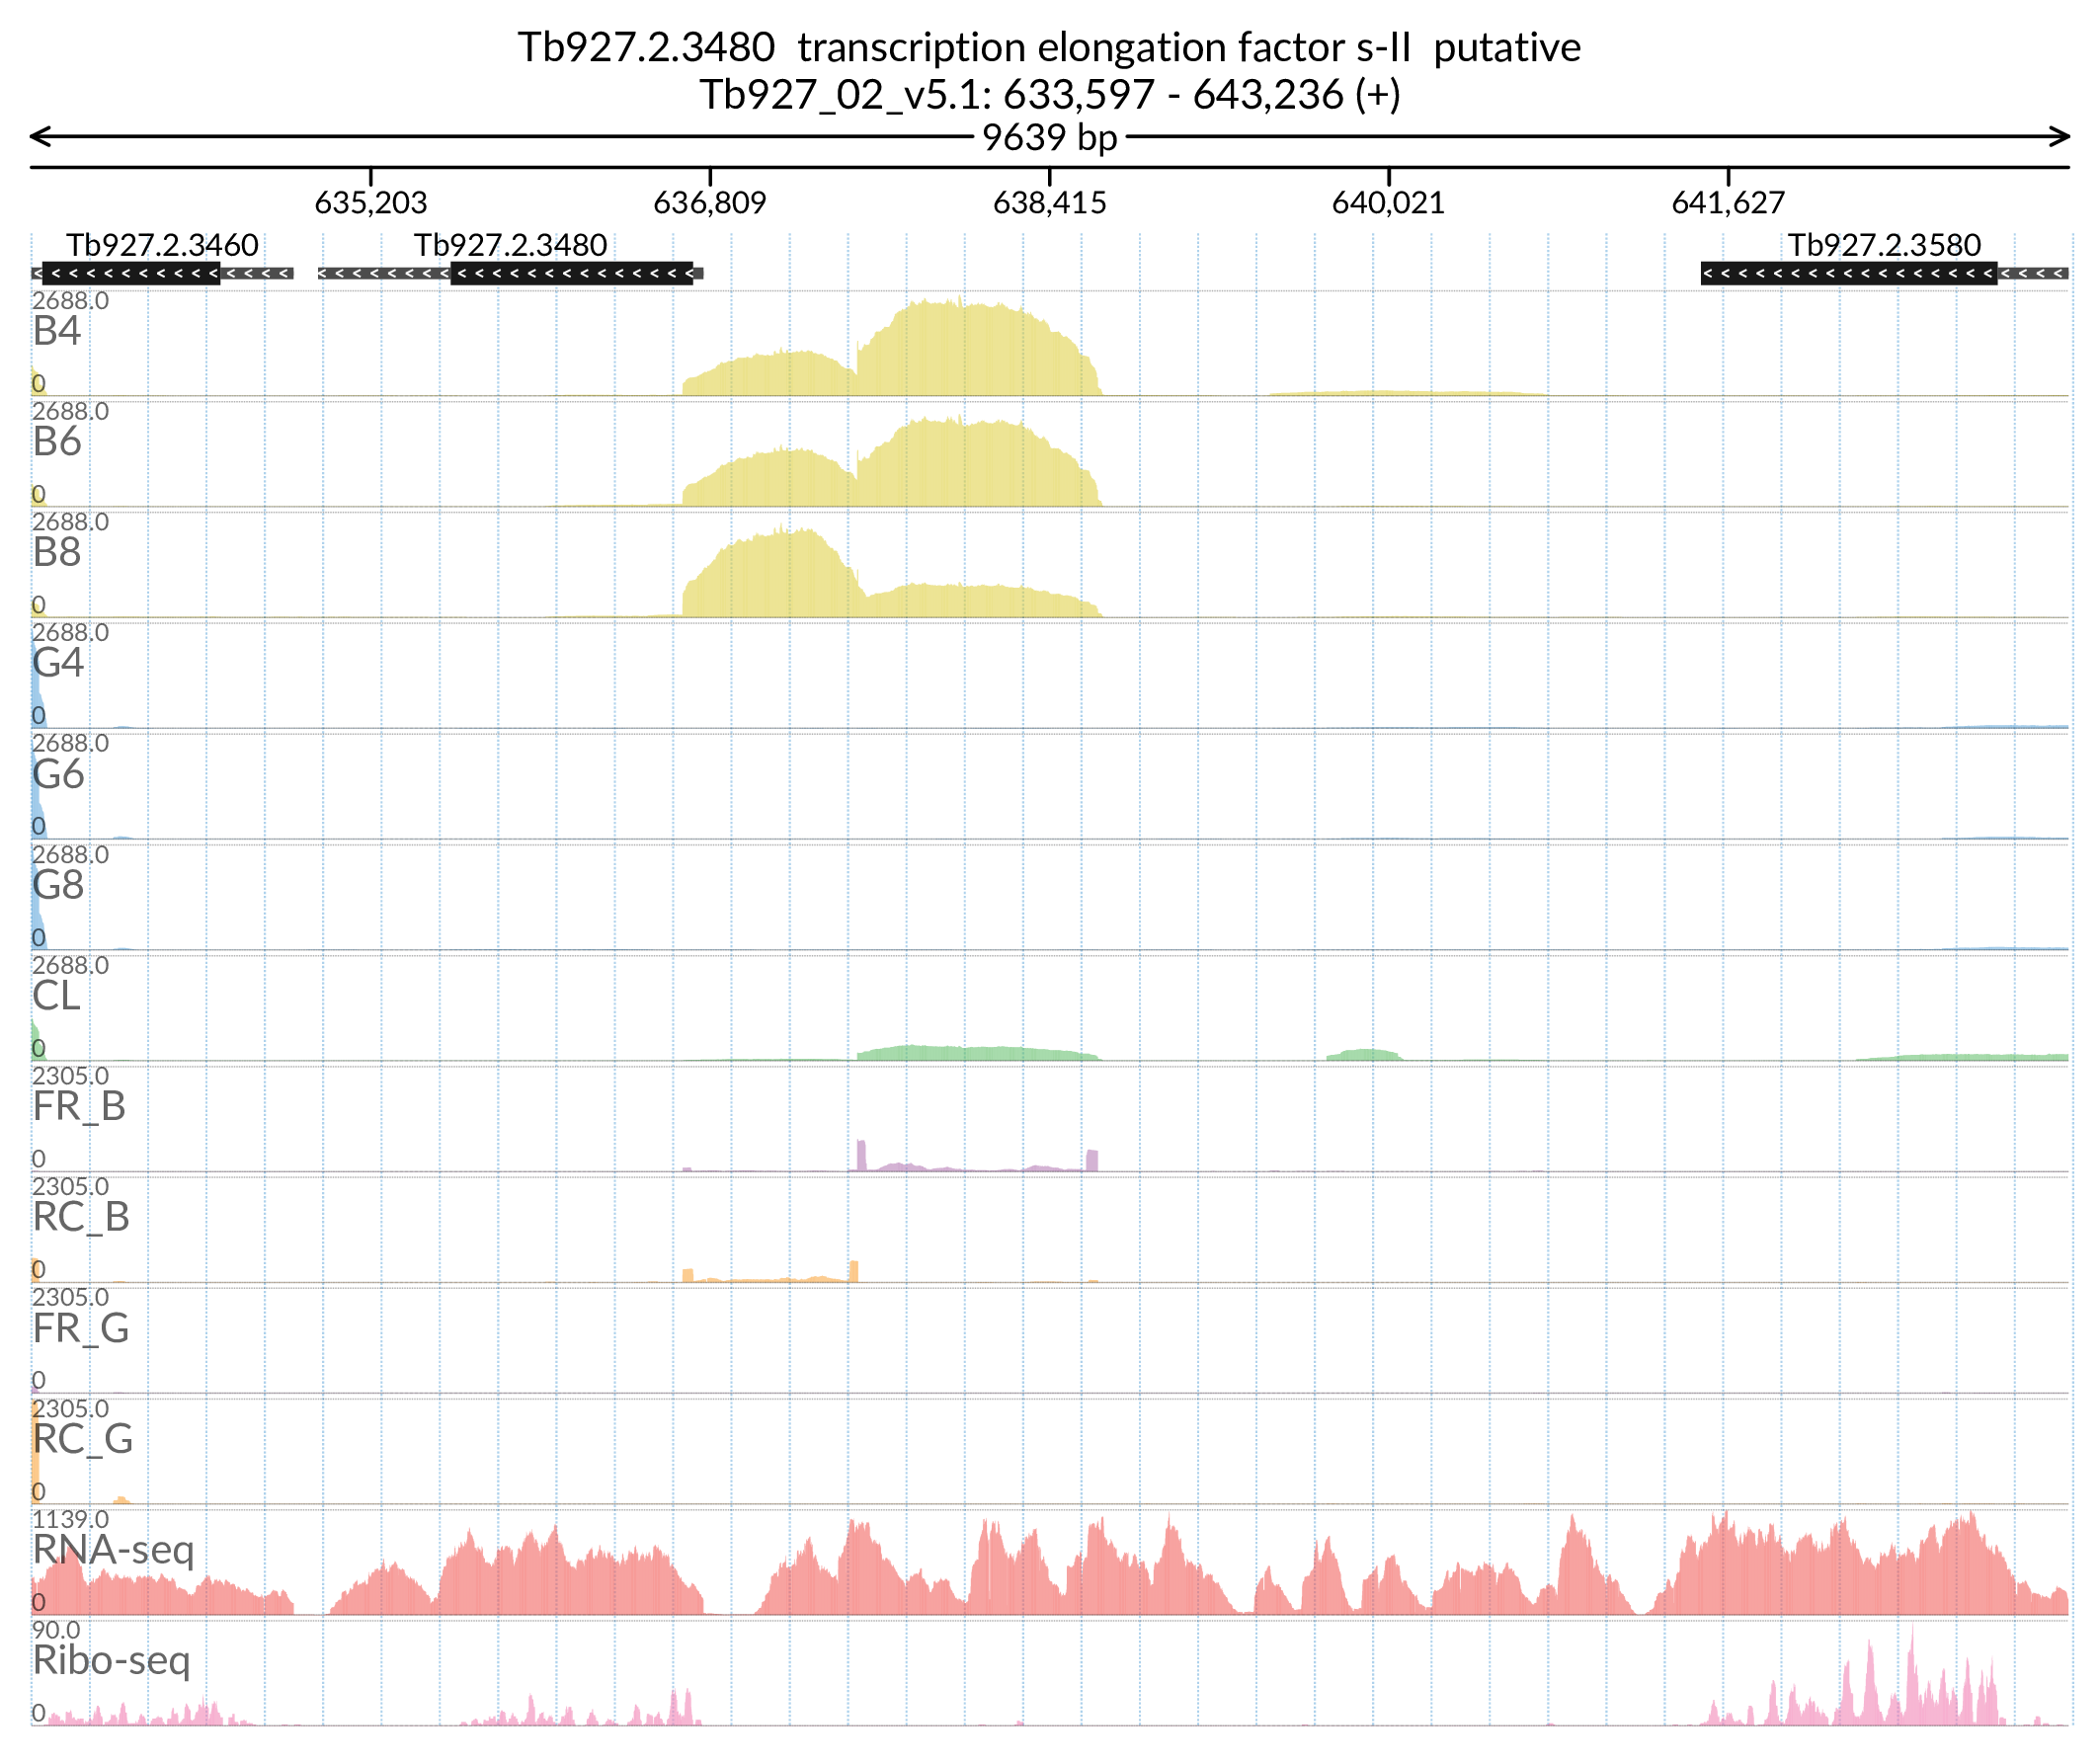 Tb927.2.3480  transcription elongation factor s-II  putative
Tb927_02_v5.1: 633,597 - 643,236 (+)
9639 bp
635,203 636,809 638,415 640,021 641,627
Tb927.2.3460 Tb927.2.3480 Tb927.2.3580
2688.0
B4
0
2688.0
B6
0
2688.0
B8
0
2688.0
G4
0
2688.0
G6
0
2688.0
G8
0
2688.0
CL
0
2305.0
FR_B
0
2305.0
RC_B
0
2305.0
FR_G
0
2305.0
RC_G
0
1139.0
RNA-seq
0
90.0
Ribo-seq
0